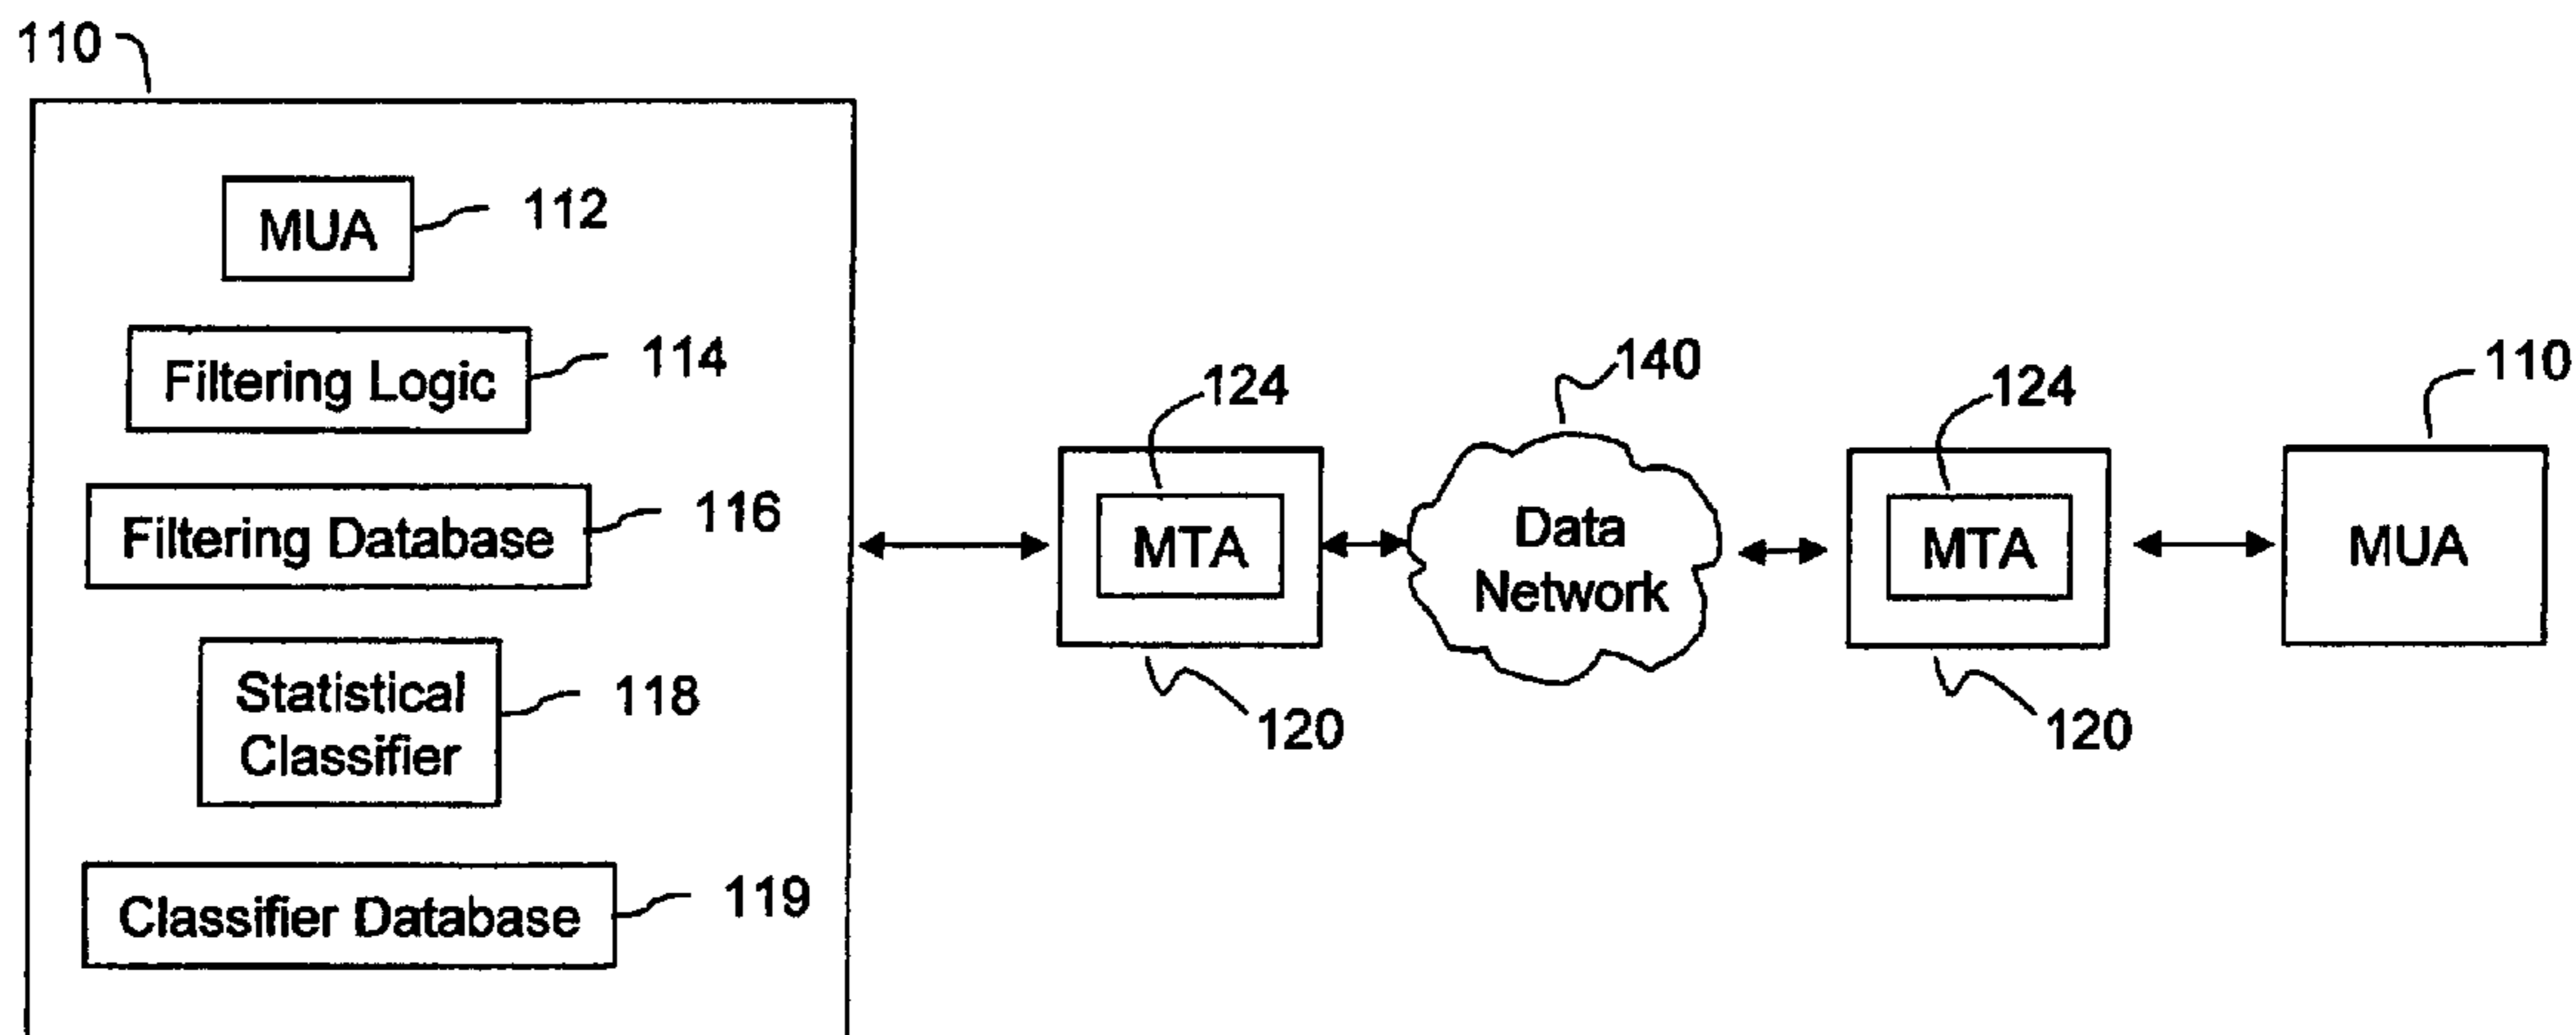 110
MUA
112
Filtering Logic
114
Filtering Database
116
Statistical
Classifier
118
Classifier Database
119
124
MTA
120
140
Data
Network
124
MTA
120
110
MUA